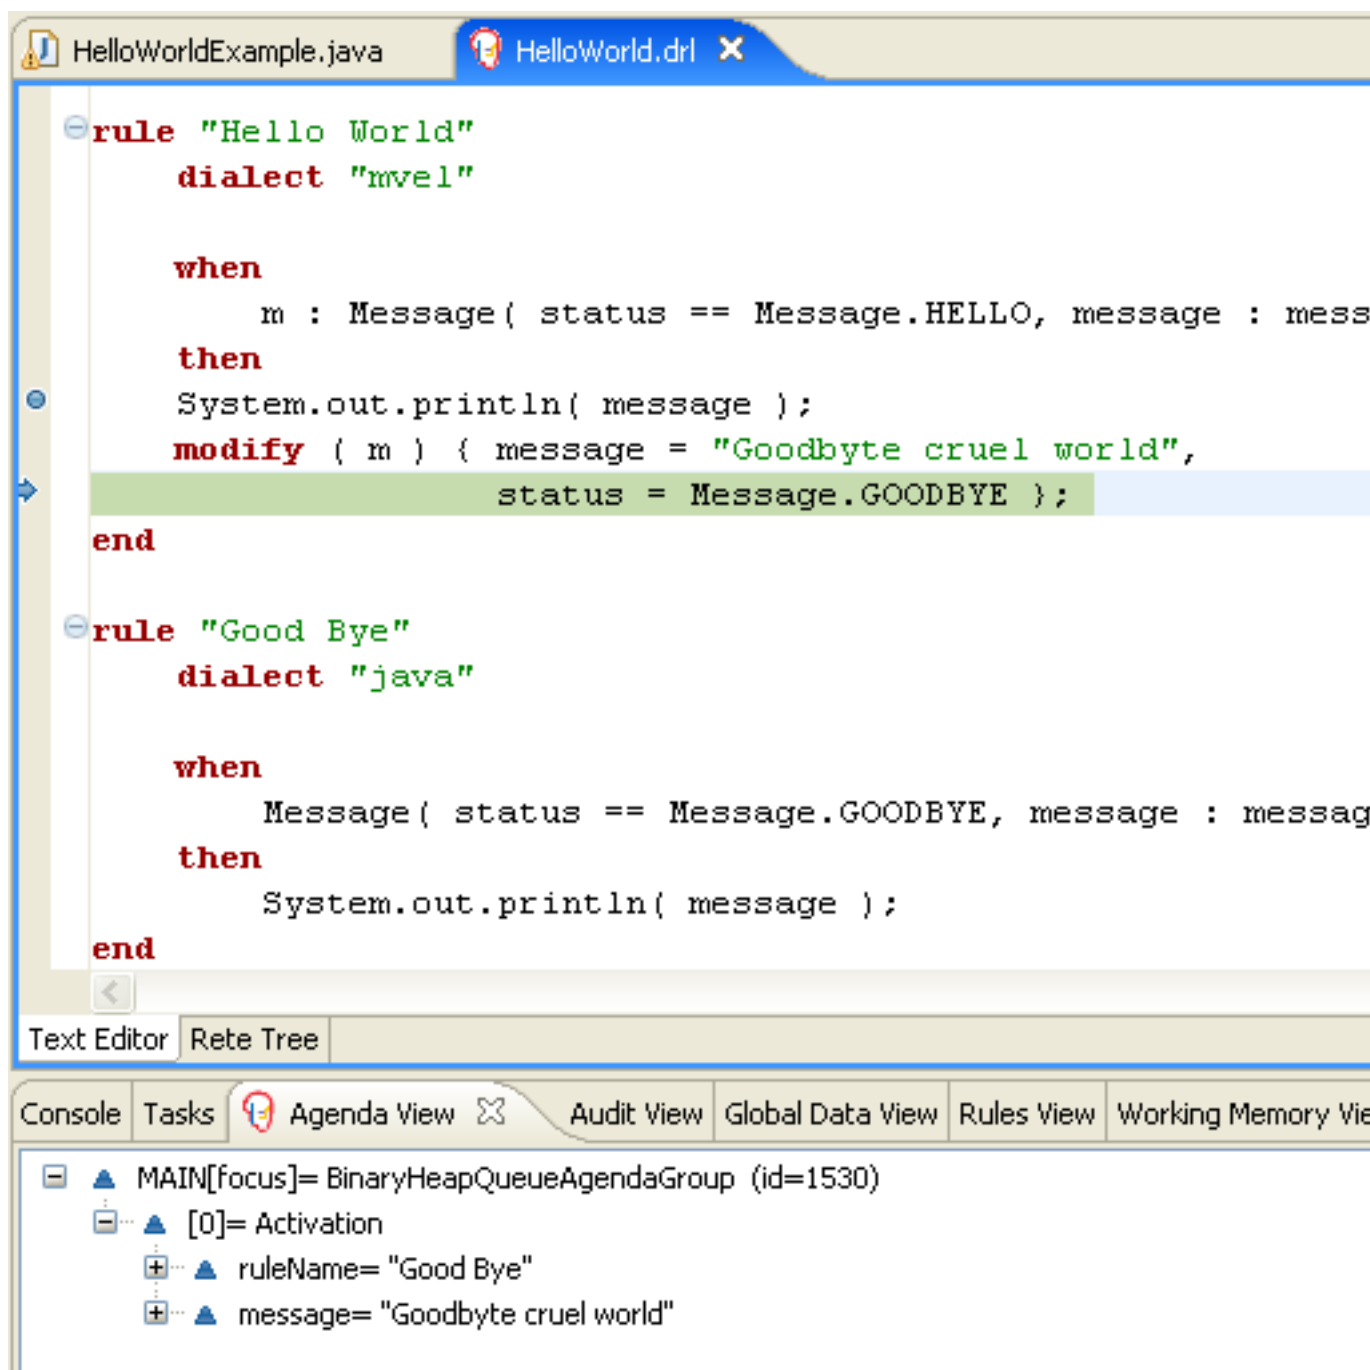 HelloWorldExample.java HelloWorld.drl
rule "Hello World"
dialect "mvel"
when
m : Message( status == Message.HELLO, message : mess
then
System.out.println( message );
modify ( m ) { message = "Goodbyte cruel world",
status = Message.GOODBYE };
end
rule "Good Bye"
dialect "java"
when
Message( status == Message.GOODBYE, message : messag
then
System.out.println( message );
end
Text Editor Rete Tree
Console Tasks Agenda View Audit View Global Data View Rules View Working Memory Vie
MAIN[focus]= BinaryHeapQueueAgendaGroup (id=1530)
[0]= Activation
ruleName= "Good Bye"
message= "Goodbyte cruel world"